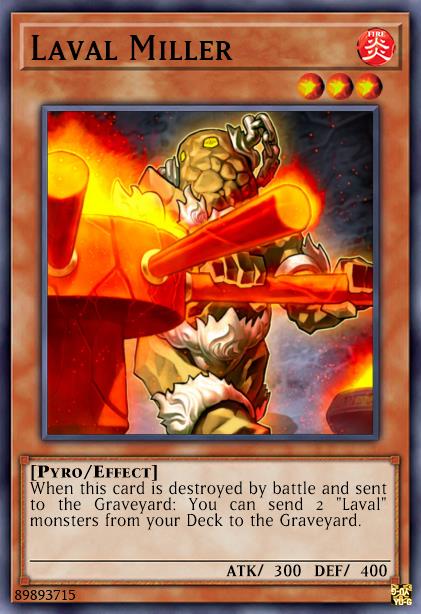 Laval Miller
FIRE
炎
[Pyro/Effect]
When this card is destroyed by battle and sent
to the Graveyard: You can send 2 "Laval"
monsters from your Deck to the Graveyard.
ATK/ 300 DEF/ 400
89893715